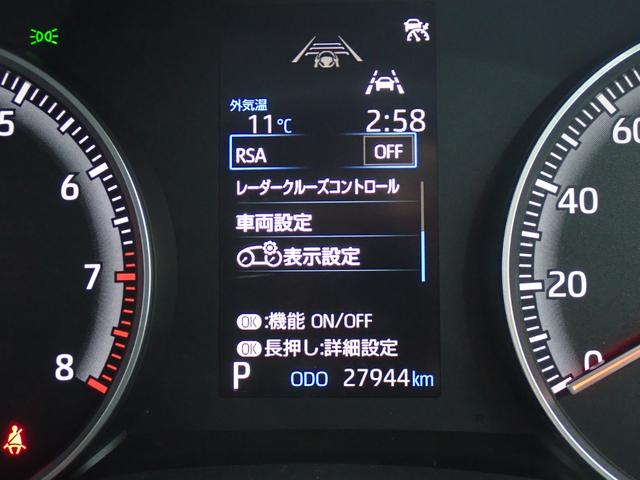 外気温
11℃ 2:58
RSA OFF
レーダークルーズコントロール
車両設定
表示設定
OK:機能 ON/OFF
OK長押し:詳細設定
P ODO 27944km
5
6
7
8
60
40
20
0